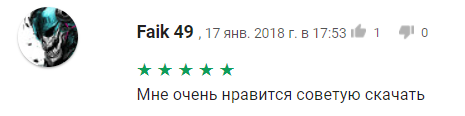 Faik 49 , 17 янв. 2018 г. в 17:53 1 0
Мне очень нравится советую скачать